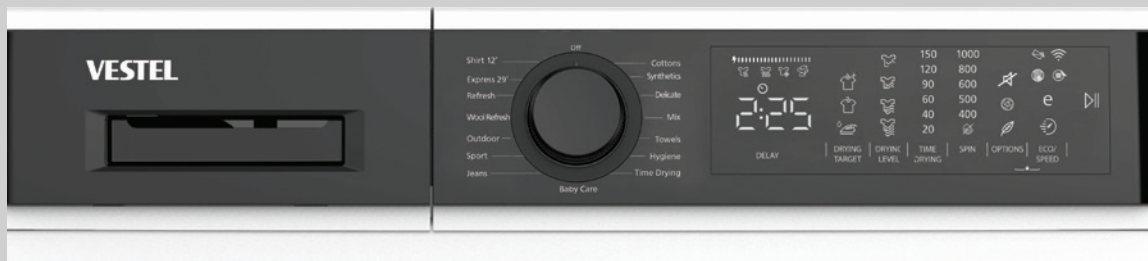 VESTEL
Off
Shirt 12'
Express 29'
Refresh
Wool Refresh
Outdoor
Sport
Jeans
Baby Care
Cottons
Synthetics
Delicate
Mix
Towels
Hygiene
Time Drying
2:25
DELAY
DRYING
TARGET
DRYING
LEVEL
150
120
90
60
40
20
TIME
DRYING
1000
800
600
500
400
SPIN
OPTIONS
e
ECO/
SPEED